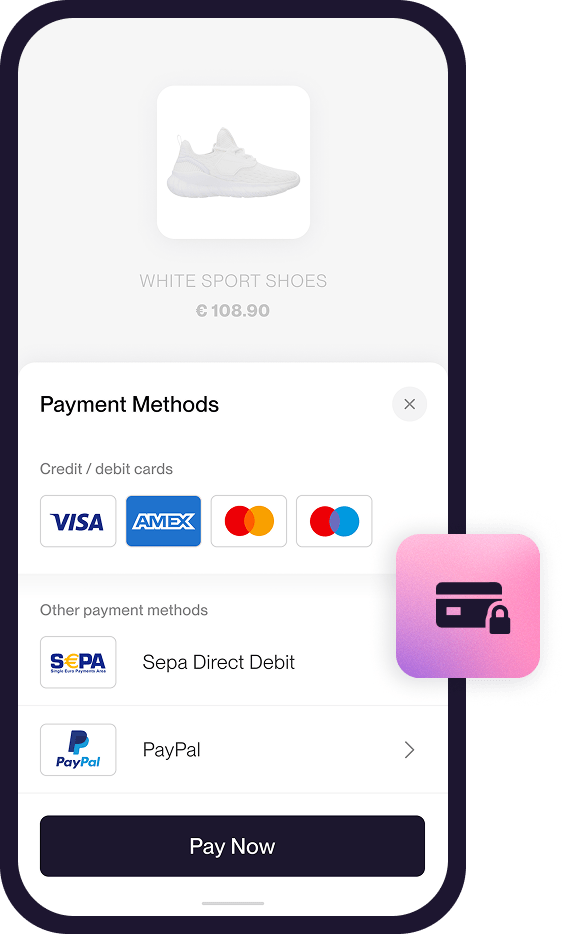 WHITE SPORT SHOES
€ 108.90
Payment Methods
Credit / debit cards
VISA
AMEX
Other payment methods
S€PA
Single Euro Payments Area
Sepa Direct Debit
PayPal
PayPal
Pay Now